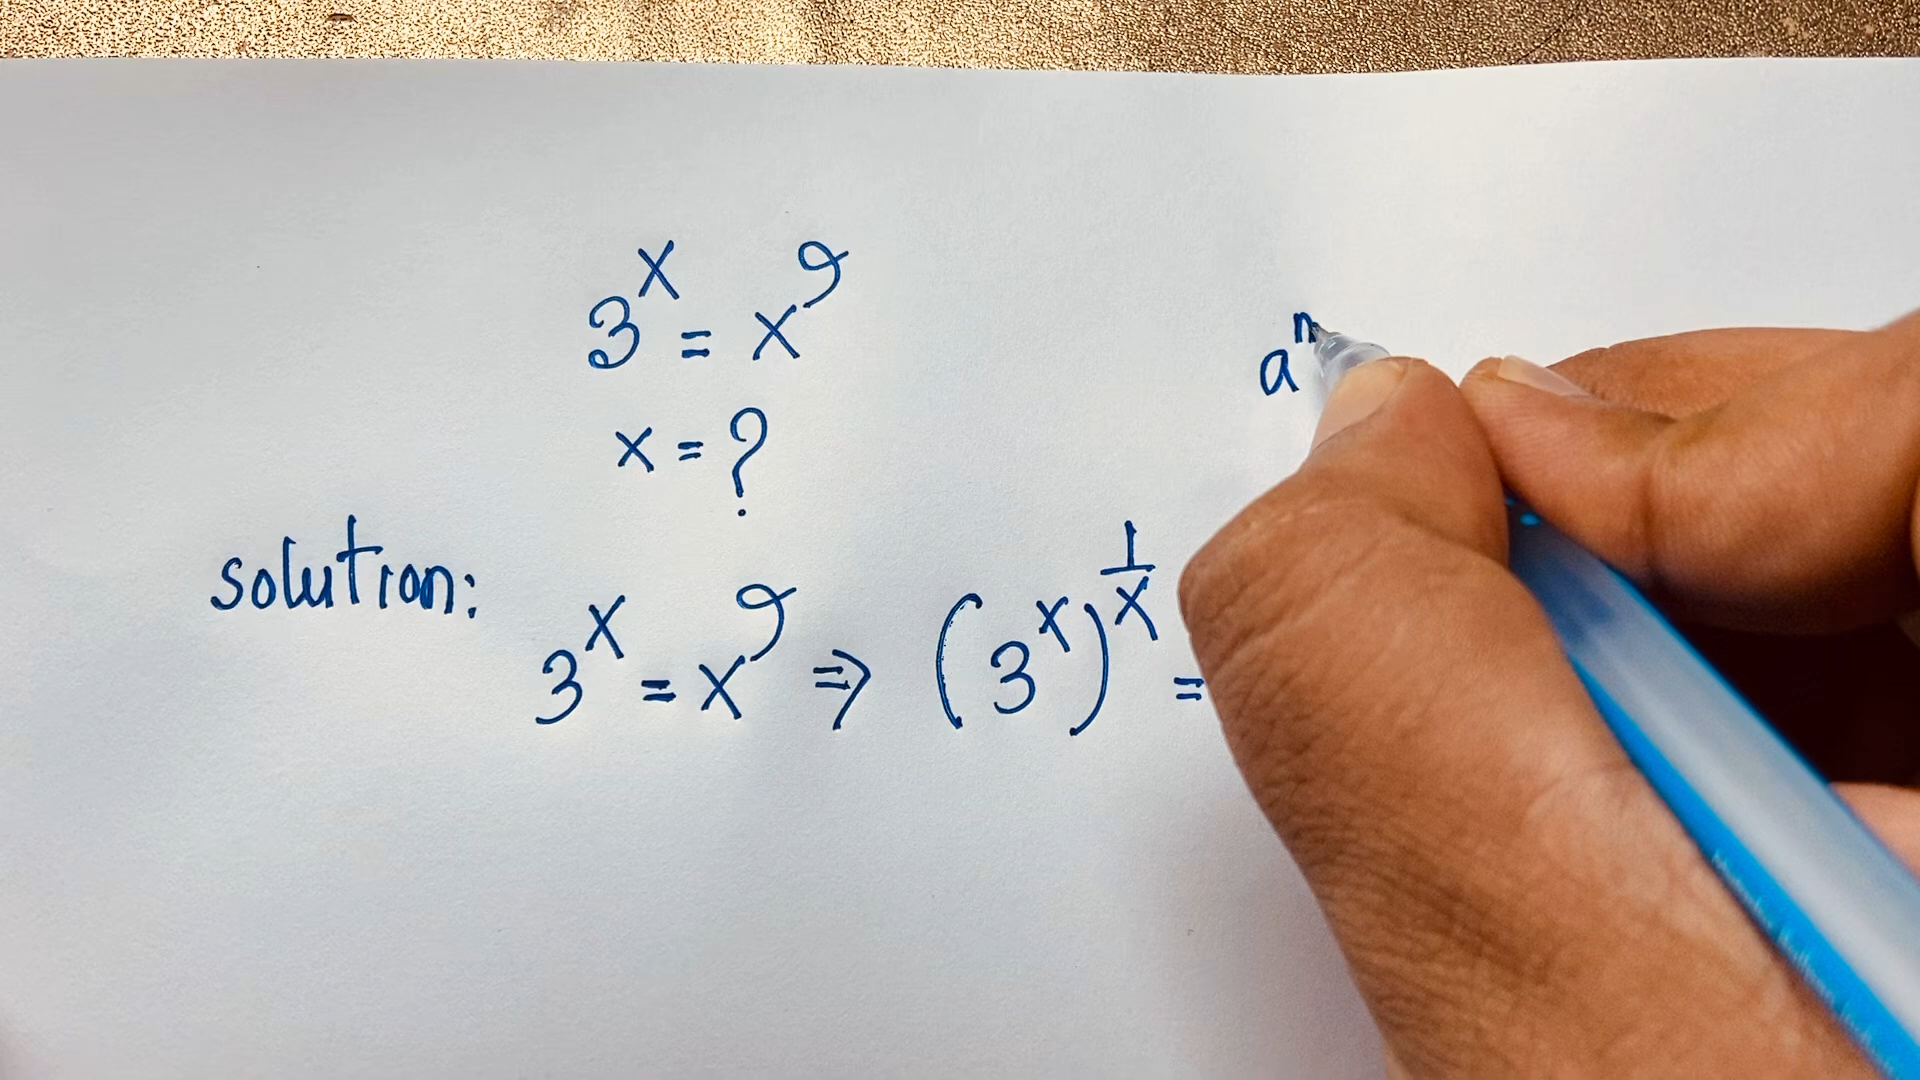 3^x = x^9
x = ?
solution:
3^x = x^9 ⇒ (3^x)^(1/x) =
a^n